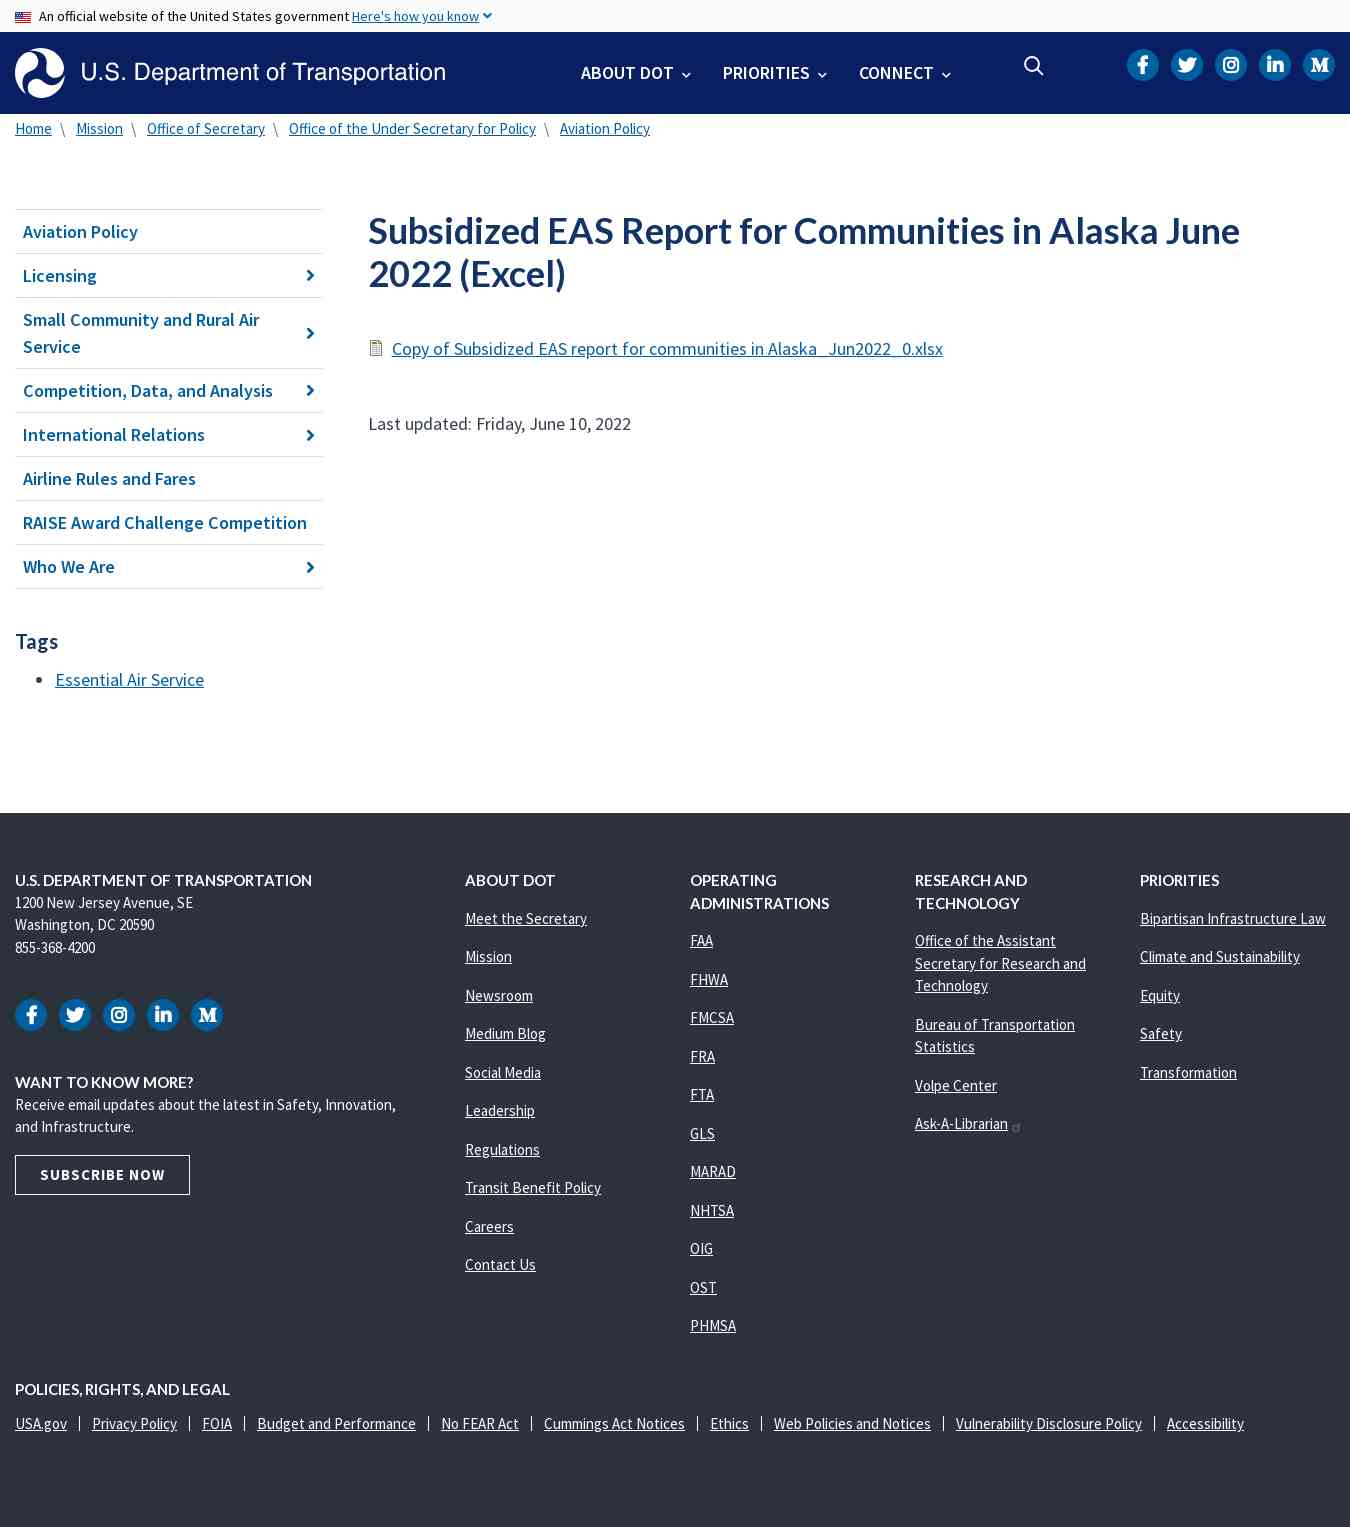 An official website of the United States government Here's how you know
U.S. Department of Transportation
ABOUT DOT
PRIORITIES
CONNECT
Home \ Mission \ Office of Secretary \ Office of the Under Secretary for Policy \ Aviation Policy
Aviation Policy
Licensing
Small Community and Rural Air
Service
Competition, Data, and Analysis
International Relations
Airline Rules and Fares
RAISE Award Challenge Competition
Who We Are
Tags
• Essential Air Service
Subsidized EAS Report for Communities in Alaska June
2022 (Excel)
Copy of Subsidized EAS report for communities in Alaska_Jun2022_0.xlsx
Last updated: Friday, June 10, 2022
U.S. DEPARTMENT OF TRANSPORTATION
1200 New Jersey Avenue, SE
Washington, DC 20590
855-368-4200
WANT TO KNOW MORE?
Receive email updates about the latest in Safety, Innovation,
and Infrastructure.
SUBSCRIBE NOW
ABOUT DOT
Meet the Secretary
Mission
Newsroom
Medium Blog
Social Media
Leadership
Regulations
Transit Benefit Policy
Careers
Contact Us
OPERATING
ADMINISTRATIONS
FAA
FHWA
FMCSA
FRA
FTA
GLS
MARAD
NHTSA
OIG
OST
PHMSA
RESEARCH AND
TECHNOLOGY
Office of the Assistant
Secretary for Research and
Technology
Bureau of Transportation
Statistics
Volpe Center
Ask-A-Librarian
PRIORITIES
Bipartisan Infrastructure Law
Climate and Sustainability
Equity
Safety
Transformation
POLICIES, RIGHTS, AND LEGAL
USA.gov | Privacy Policy | FOIA | Budget and Performance | No FEAR Act | Cummings Act Notices | Ethics | Web Policies and Notices | Vulnerability Disclosure Policy | Accessibility